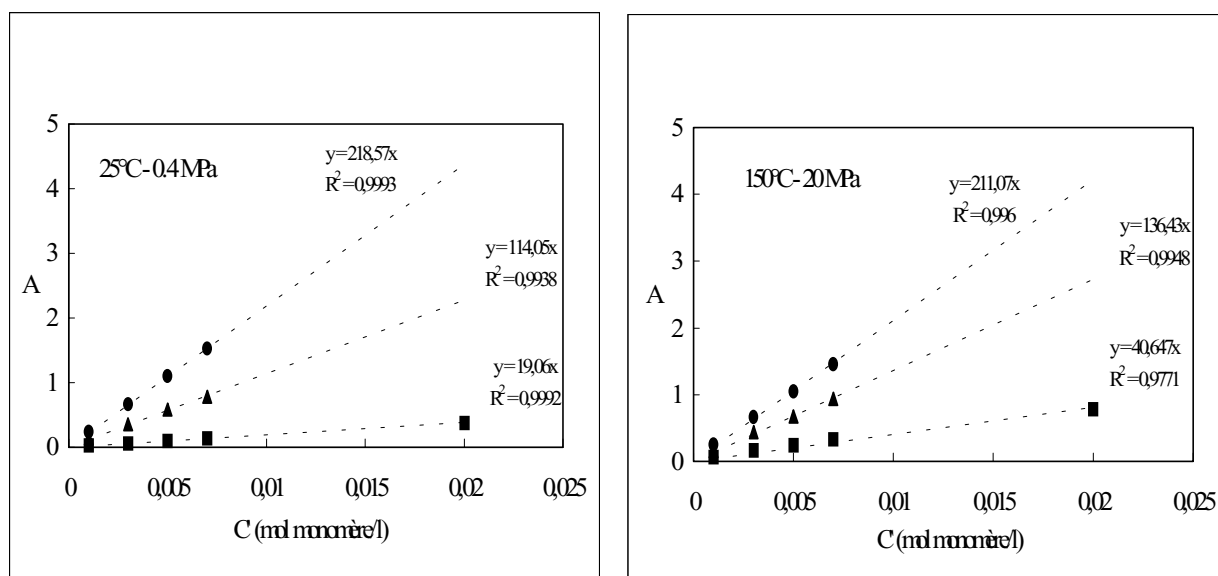 5
4
3
2
1
0
A
25°C-0.4 MPa
y=218,57x
R²=0,9993
y=114,05x
R²=0,9938
y=19,06x
R²=0,9992
0 0,005 0,01 0,015 0,02 0,025
C' (mol monomère/l)
5
4
3
2
1
0
A
150°C-20 MPa
y=211,07x
R²=0,996
y=136,43x
R²=0,9948
y=40,647x
R²=0,9771
0 0,005 0,01 0,015 0,02 0,025
C' (mol monomère/l)